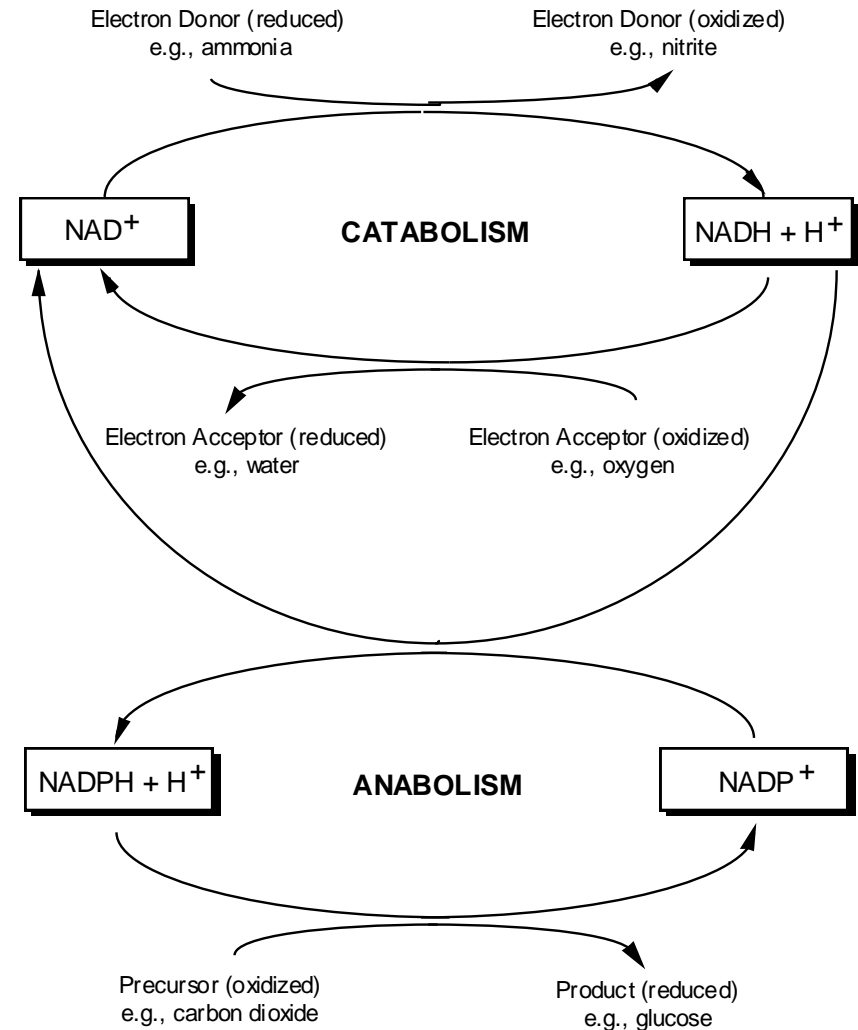 Electron Donor (reduced)
e.g., ammonia
Electron Donor (oxidized)
e.g., nitrite
NAD+
CATABOLISM
NADH + H+
Electron Acceptor (reduced)
e.g., water
Electron Acceptor (oxidized)
e.g., oxygen
NADPH + H+
ANABOLISM
NADP+
Precursor (oxidized)
e.g., carbon dioxide
Product (reduced)
e.g., glucose